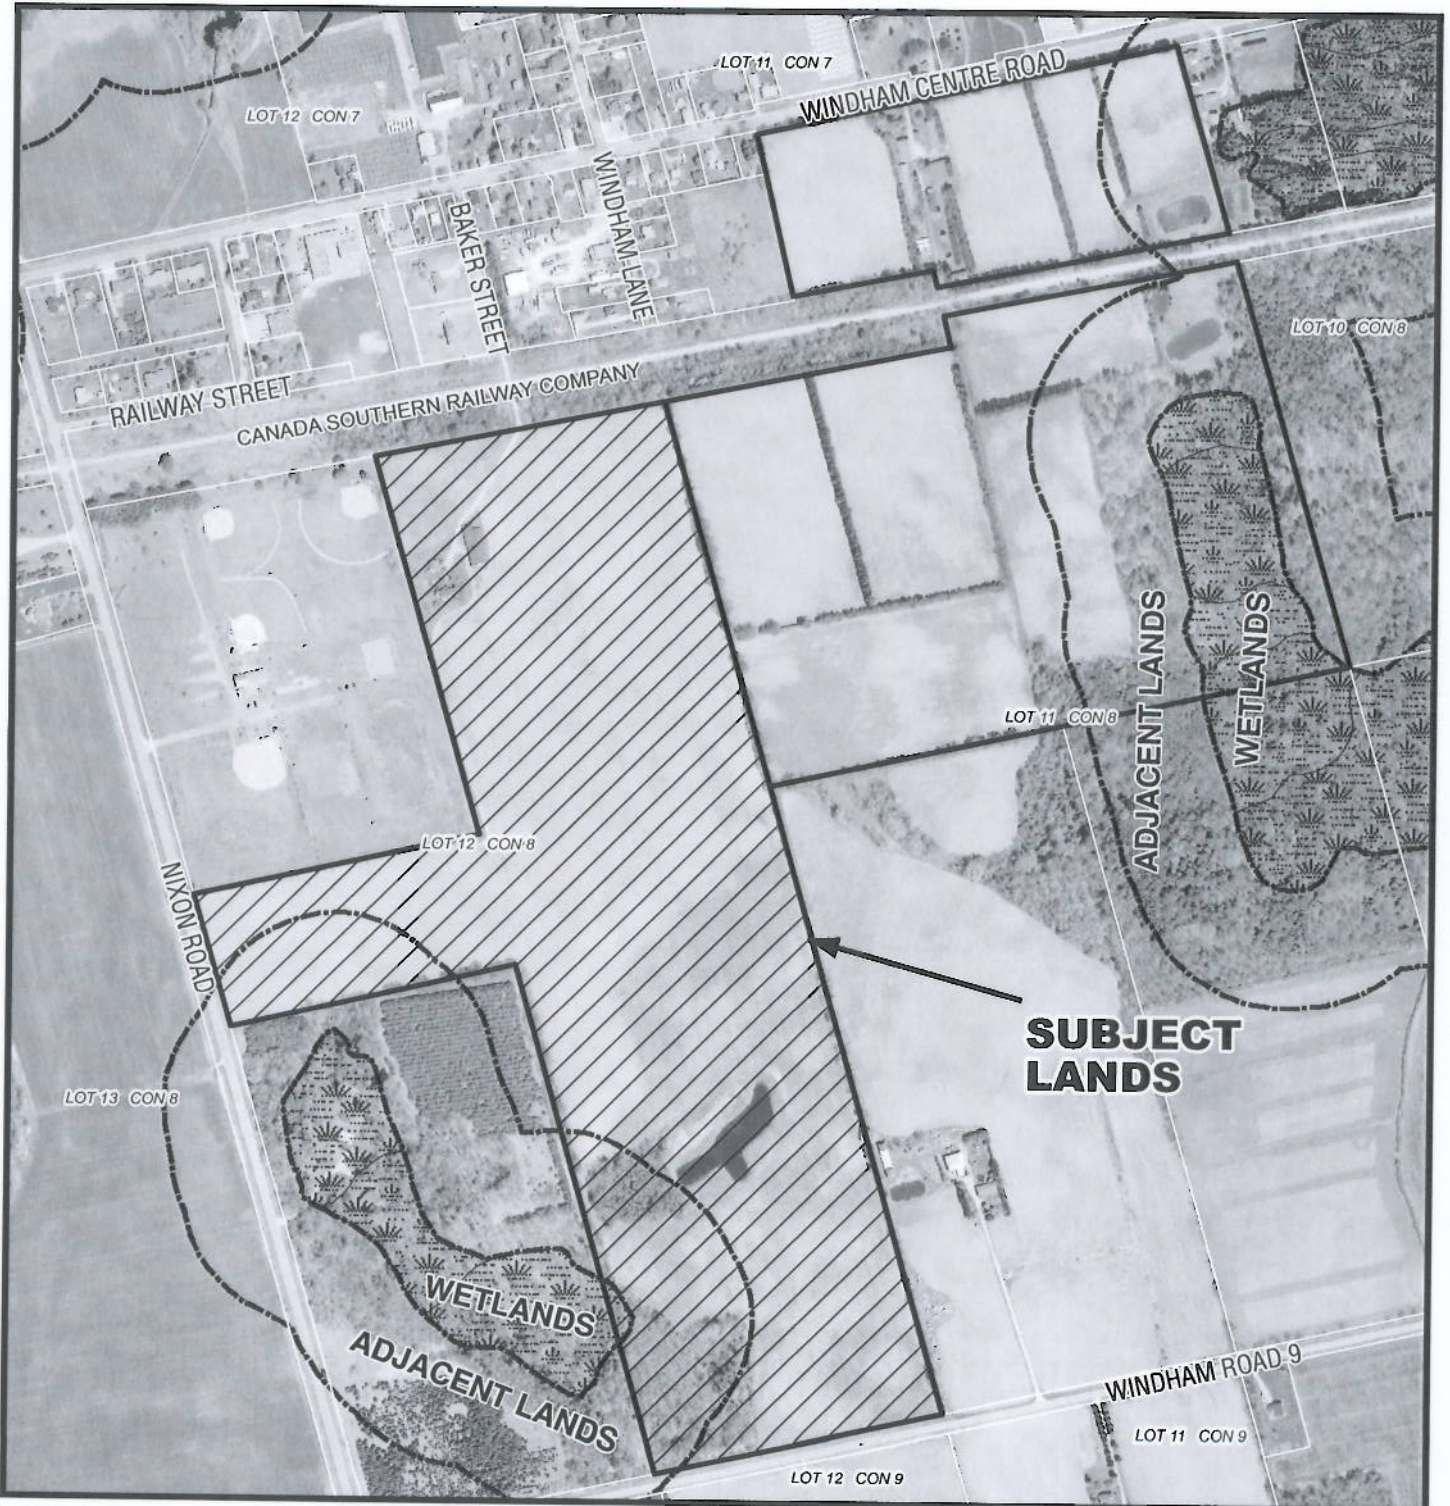 LOT 11 CON 7
WINDHAM CENTRE ROAD
LOT 12 CON 7
WINDHAM LANE
BAKER STREET
LOT 10 CON 8
RAILWAY STREET
CANADA SOUTHERN RAILWAY COMPANY
ADJACENT LANDS
WETLANDS
LOT 11 CON 8
LOT 12 CON 8
NIXON ROAD
SUBJECT
LANDS
LOT 13 CON 8
WETLANDS
ADJACENT LANDS
WINDHAM ROAD 9
LOT 11 CON 9
LOT 12 CON 9